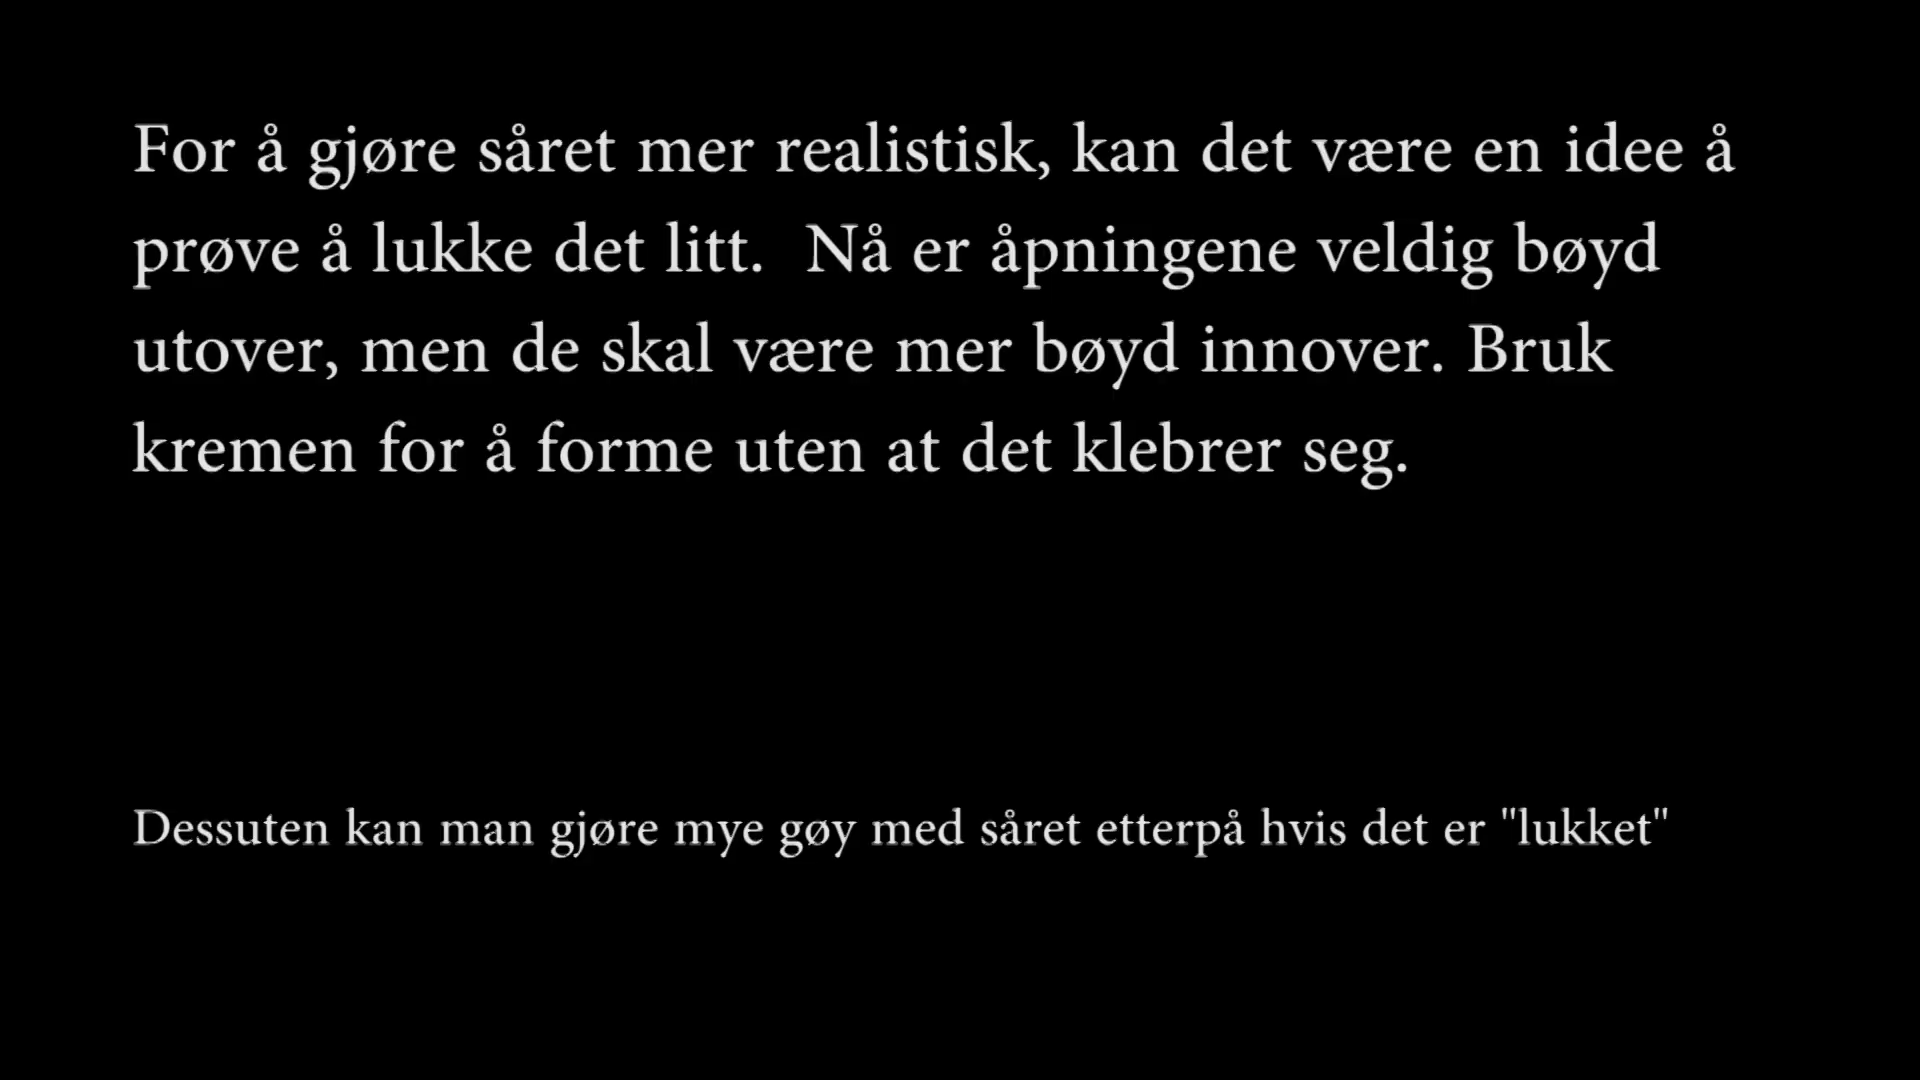 For å gjøre såret mer realistisk, kan det være en idee å
prøve å lukke det litt.  Nå er åpningene veldig bøyd
utover, men de skal være mer bøyd innover. Bruk
kremen for å forme uten at det klebrer seg.
Dessuten kan man gjøre mye gøy med såret etterpå hvis det er "lukket"